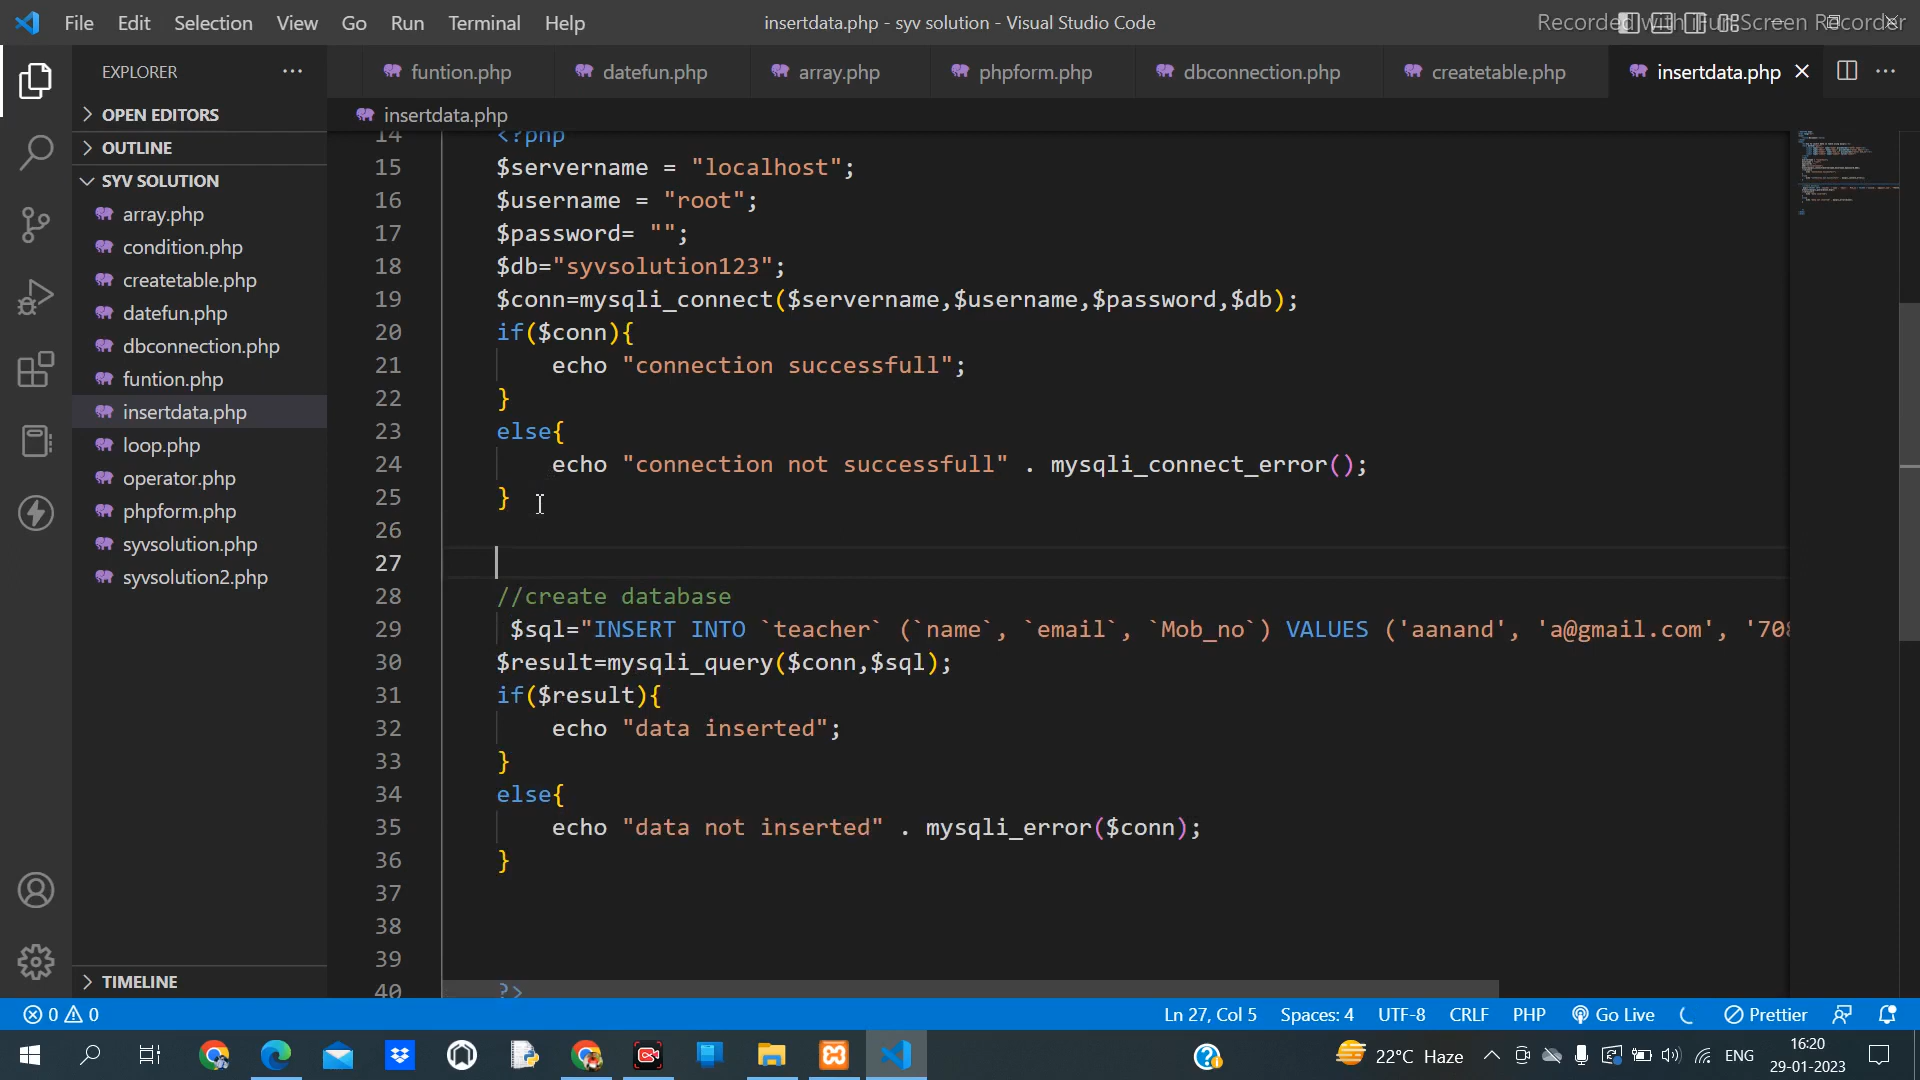 File Edit Selection View Go Run Terminal Help
insertdata.php - syv solution - Visual Studio Code
Recorded with iFun Screen Recorder
EXPLORER
OPEN EDITORS
OUTLINE
SYV SOLUTION
array.php
condition.php
createtable.php
datefun.php
dbconnection.php
funtion.php
insertdata.php
loop.php
operator.php
phpform.php
syvsolution.php
syvsolution2.php
TIMELINE
funtion.php datefun.php array.php phpform.php dbconnection.php createtable.php insertdata.php
insertdata.php
14 <?php
15 $servername = "localhost";
16 $username = "root";
17 $password= "";
18 $db="syvsolution123";
19 $conn=mysqli_connect($servername,$username,$password,$db);
20 if($conn){
21 echo "connection successfull";
22 }
23 else{
24 echo "connection not successfull" . mysqli_connect_error();
25 }
26
27
28 //create database
29 $sql="INSERT INTO `teacher` (`name`, `email`, `Mob_no`) VALUES ('aanand', 'a@gmail.com', '708
30 $result=mysqli_query($conn,$sql);
31 if($result){
32 echo "data inserted";
33 }
34 else{
35 echo "data not inserted" . mysqli_error($conn);
36 }
37
38
39
40 ?>
0 0
Ln 27, Col 5 Spaces: 4 UTF-8 CRLF PHP Go Live Prettier
22°C Haze ENG
16:20
29-01-2023